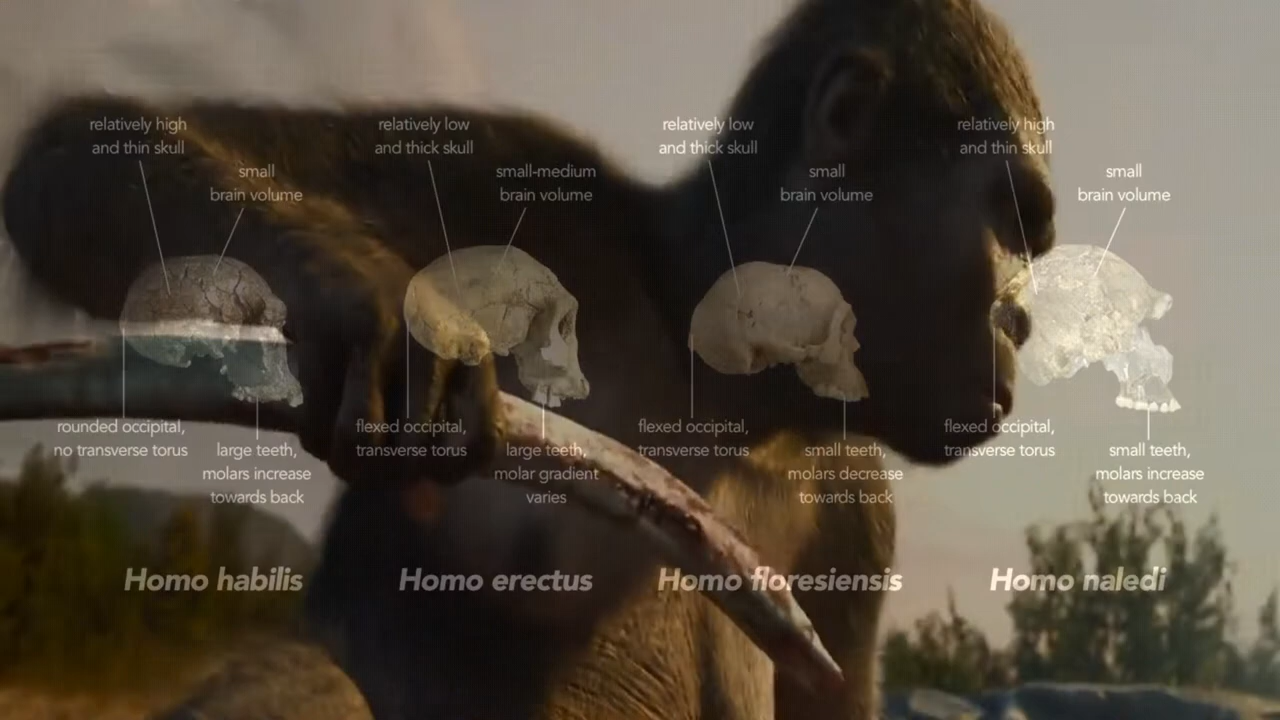 relatively high
and thin skull
small
brain volume
rounded occipital,
no transverse torus
large teeth,
molars increase
towards back
Homo habilis
relatively low
and thick skull
small-medium
brain volume
flexed occipital,
transverse torus
large teeth,
molar gradient
varies
Homo erectus
relatively low
and thick skull
small
brain volume
flexed occipital,
transverse torus
small teeth,
molars decrease
towards back
Homo floresiensis
relatively high
and thin skull
small
brain volume
flexed occipital,
transverse torus
small teeth,
molars increase
towards back
Homo naledi